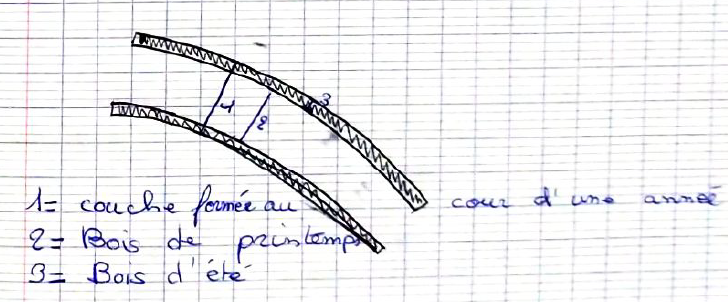 1
2
3
1= couche formée au cour d'une année
2= Bois de printemps
3= Bois d'été